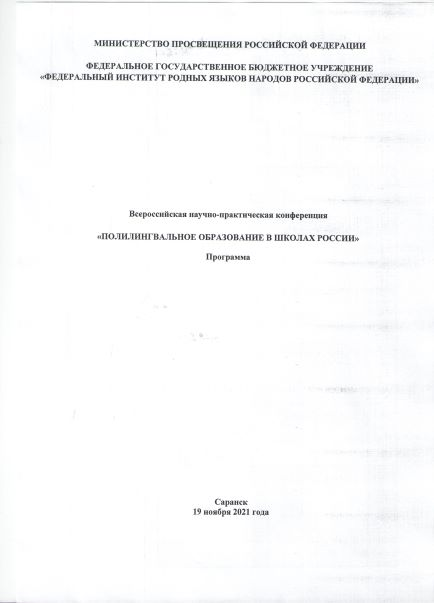 МИНИСТЕРСТВО ПРОСВЕЩЕНИЯ РОССИЙСКОЙ ФЕДЕРАЦИИ
ФЕДЕРАЛЬНОЕ ГОСУДАРСТВЕННОЕ БЮДЖЕТНОЕ УЧРЕЖДЕНИЕ
«ФЕДЕРАЛЬНЫЙ ИНСТИТУТ РОДНЫХ ЯЗЫКОВ НАРОДОВ РОССИЙСКОЙ ФЕДЕРАЦИИ»
Всероссийская научно-практическая конференция
«ПОЛИЛИНГВАЛЬНОЕ ОБРАЗОВАНИЕ В ШКОЛАХ РОССИИ»
Программа
Саранск
19 ноября 2021 года